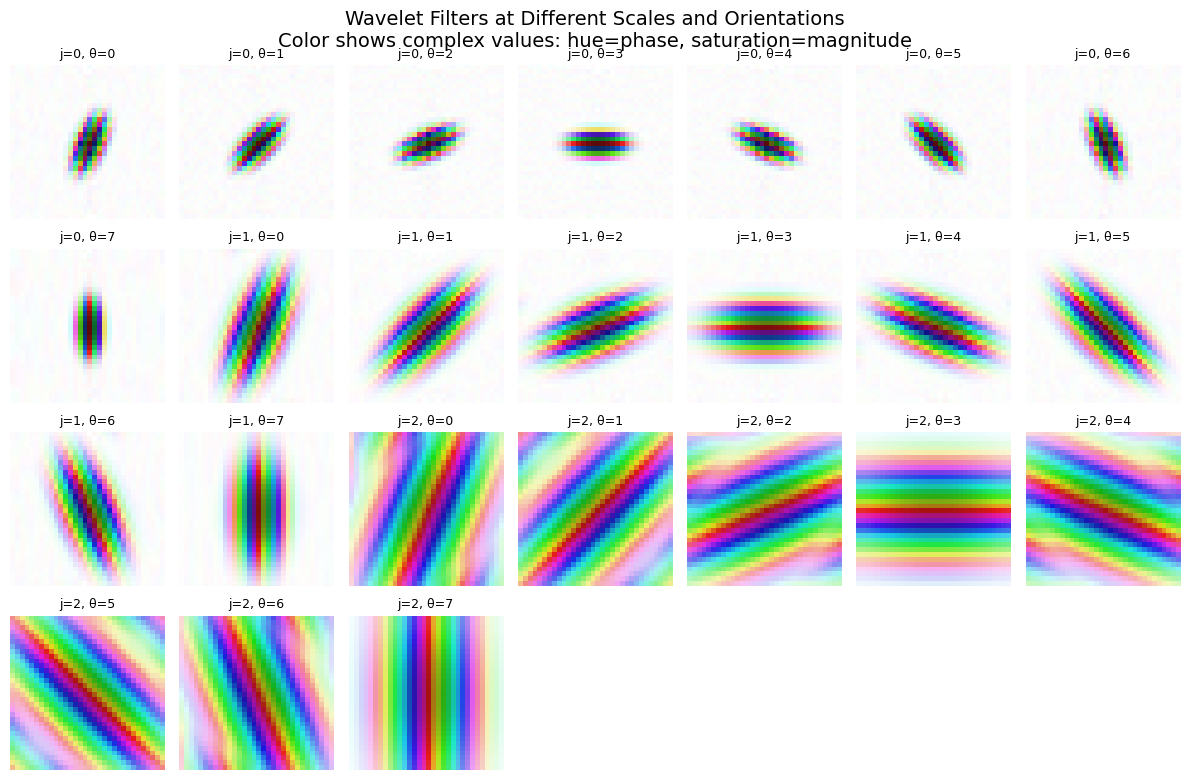 Wavelet Filters at Different Scales and Orientations
Color shows complex values: hue=phase, saturation=magnitude
j=0, θ=0
j=0, θ=1
j=0, θ=2
j=0, θ=3
j=0, θ=4
j=0, θ=5
j=0, θ=6
j=0, θ=7
j=1, θ=0
j=1, θ=1
j=1, θ=2
j=1, θ=3
j=1, θ=4
j=1, θ=5
j=1, θ=6
j=1, θ=7
j=2, θ=0
j=2, θ=1
j=2, θ=2
j=2, θ=3
j=2, θ=4
j=2, θ=5
j=2, θ=6
j=2, θ=7